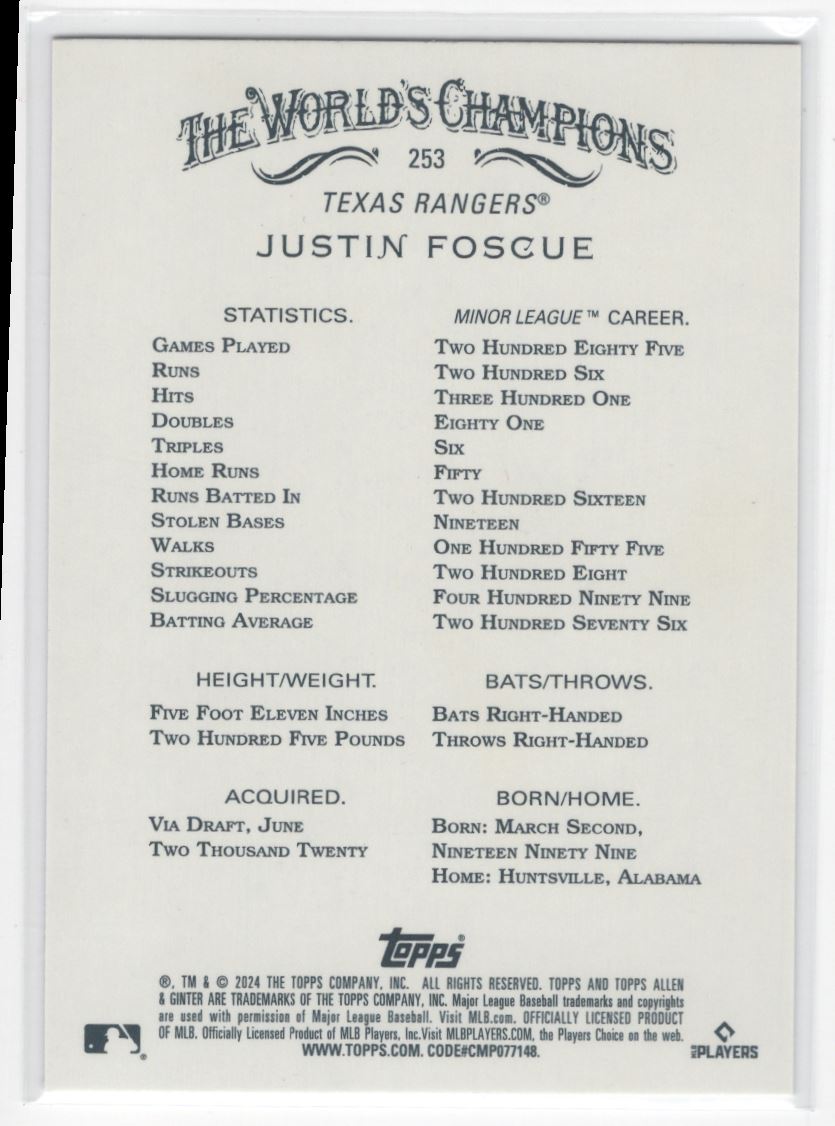 THE WORLD'S CHAMPIONS
253
TEXAS RANGERS®
JUSTIN FOSCUE
STATISTICS.
GAMES PLAYED
RUNS
HITS
DOUBLES
TRIPLES
HOME RUNS
RUNS BATTED IN
STOLEN BASES
WALKS
STRIKEOUTS
SLUGGING PERCENTAGE
BATTING AVERAGE
MINOR LEAGUE™ CAREER.
TWO HUNDRED EIGHTY FIVE
TWO HUNDRED SIX
THREE HUNDRED ONE
EIGHTY ONE
SIX
FIFTY
TWO HUNDRED SIXTEEN
NINETEEN
ONE HUNDRED FIFTY FIVE
TWO HUNDRED EIGHT
FOUR HUNDRED NINETY NINE
TWO HUNDRED SEVENTY SIX
HEIGHT/WEIGHT.
FIVE FOOT ELEVEN INCHES
TWO HUNDRED FIVE POUNDS
BATS/THROWS.
BATS RIGHT-HANDED
THROWS RIGHT-HANDED
ACQUIRED.
VIA DRAFT, JUNE
TWO THOUSAND TWENTY
BORN/HOME.
BORN: MARCH SECOND,
NINETEEN NINETY NINE
HOME: HUNTSVILLE, ALABAMA
Topps®
®, TM & © 2024 THE TOPPS COMPANY, INC. ALL RIGHTS RESERVED. TOPPS AND TOPPS ALLEN
& GINTER ARE TRADEMARKS OF THE TOPPS COMPANY, INC. Major League Baseball trademarks and copyrights
are used with permission of Major League Baseball. Visit MLB.com. OFFICIALLY LICENSED PRODUCT
OF MLB. Officially Licensed Product of MLB Players, Inc.Visit MLBPLAYERS.COM, the Players Choice on the web.
WWW.TOPPS.COM. CODE#CMP077148.
®
MLB PLAYERS